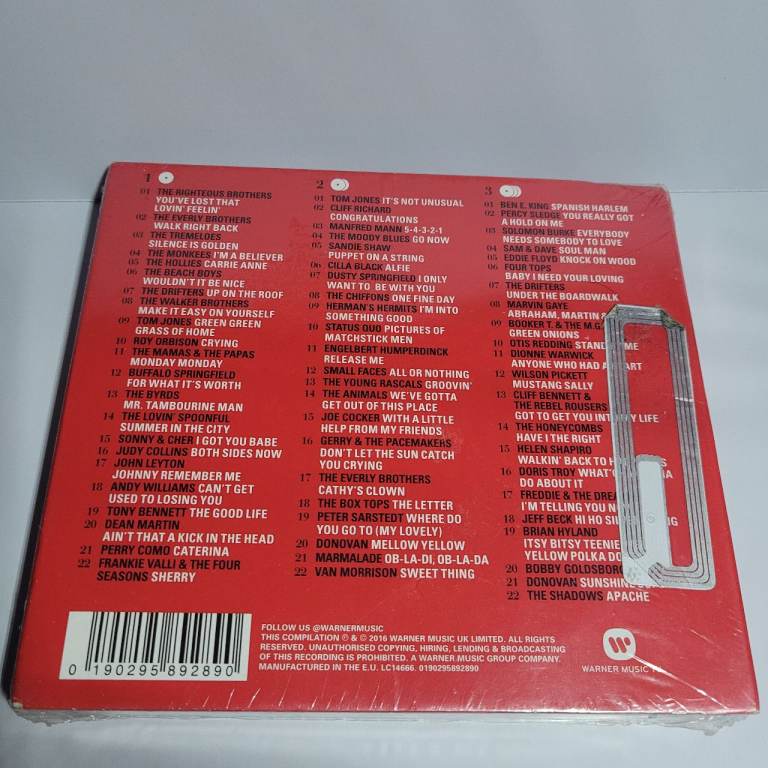 1
01 THE RIGHTEOUS BROTHERS
YOU'VE LOST THAT
LOVIN' FEELIN'
02 THE EVERLY BROTHERS
WALK RIGHT BACK
03 THE TREMELOES
SILENCE IS GOLDEN
04 THE MONKEES I'M A BELIEVER
05 THE HOLLIES CARRIE ANNE
06 THE BEACH BOYS
WOULDN'T IT BE NICE
07 THE DRIFTERS UP ON THE ROOF
08 THE WALKER BROTHERS
MAKE IT EASY ON YOURSELF
09 TOM JONES GREEN GREEN
GRASS OF HOME
10 ROY ORBISON CRYING
11 THE MAMAS & THE PAPAS
MONDAY MONDAY
12 BUFFALO SPRINGFIELD
FOR WHAT IT'S WORTH
13 THE BYRDS
MR. TAMBOURINE MAN
14 THE LOVIN' SPOONFUL
SUMMER IN THE CITY
15 SONNY & CHER I GOT YOU BABE
16 JUDY COLLINS BOTH SIDES NOW
17 JOHN LEYTON
JOHNNY REMEMBER ME
18 ANDY WILLIAMS CAN'T GET
USED TO LOSING YOU
19 TONY BENNETT THE GOOD LIFE
20 DEAN MARTIN
AIN'T THAT A KICK IN THE HEAD
21 PERRY COMO CATERINA
22 FRANKIE VALLI & THE FOUR
SEASONS SHERRY
2
01 TOM JONES IT'S NOT UNUSUAL
02 CLIFF RICHARD
CONGRATULATIONS
03 MANFRED MANN 5-4-3-2-1
04 THE MOODY BLUES GO NOW
05 SANDIE SHAW
PUPPET ON A STRING
06 CILLA BLACK ALFIE
07 DUSTY SPRINGFIELD I ONLY
WANT TO BE WITH YOU
08 THE CHIFFONS ONE FINE DAY
09 HERMAN'S HERMITS I'M INTO
SOMETHING GOOD
10 STATUS QUO PICTURES OF
MATCHSTICK MEN
11 ENGELBERT HUMPERDINCK
RELEASE ME
12 SMALL FACES ALL OR NOTHING
13 THE YOUNG RASCALS GROOVIN'
14 THE ANIMALS WE'VE GOTTA
GET OUT OF THIS PLACE
15 JOE COCKER WITH A LITTLE
HELP FROM MY FRIENDS
16 GERRY & THE PACEMAKERS
DON'T LET THE SUN CATCH
YOU CRYING
17 THE EVERLY BROTHERS
CATHY'S CLOWN
18 THE BOX TOPS THE LETTER
19 PETER SARSTEDT WHERE DO
YOU GO TO (MY LOVELY)
20 DONOVAN MELLOW YELLOW
21 MARMALADE OB-LA-DI, OB-LA-DA
22 VAN MORRISON SWEET THING
3
01 BEN E. KING SPANISH HARLEM
02 PERCY SLEDGE YOU REALLY GOT
A HOLD ON ME
03 SOLOMON BURKE EVERYBODY
NEEDS SOMEBODY TO LOVE
04 SAM & DAVE SOUL MAN
05 EDDIE FLOYD KNOCK ON WOOD
06 FOUR TOPS
BABY I NEED YOUR LOVING
07 THE DRIFTERS
UNDER THE BOARDWALK
08 MARVIN GAYE
ABRAHAM, MARTIN
09 BOOKER T. & THE M.G.
GREEN ONIONS
10 OTIS REDDING ME
11 DIONNE WARWICK
ANYONE WHO HAD
12 WILSON PICKETT
MUSTANG SALLY
13 CLIFF BENNETT &
THE REBEL ROUSERS
GOT TO GET YOU LIFE
14 THE HONEYCOMBS
HAVE I THE RIGHT
15 HELEN SHAPIRO
WALKIN' BACK TO
16 DORIS TROY
DO ABOUT IT
17 FREDDIE & THE
I'M TELLING YOU
18 JEFF BECK HI HO
19 BRIAN HYLAND
ITSY BITSY TEENIE
YELLOW POLKA
20 BOBBY
21 DONOVAN SUNSHINE
22 THE SHADOWS APACHE
0 190295 892890
FOLLOW US @WARNERMUSIC
THIS COMPILATION ℗ & © 2016 WARNER MUSIC UK LIMITED. ALL RIGHTS
RESERVED. UNAUTHORISED COPYING, HIRING, LENDING & BROADCASTING
OF THIS RECORDING IS PROHIBITED. A WARNER MUSIC GROUP COMPANY.
MANUFACTURED IN THE E.U. LC14666. 0190295892890
WARNER MUSIC